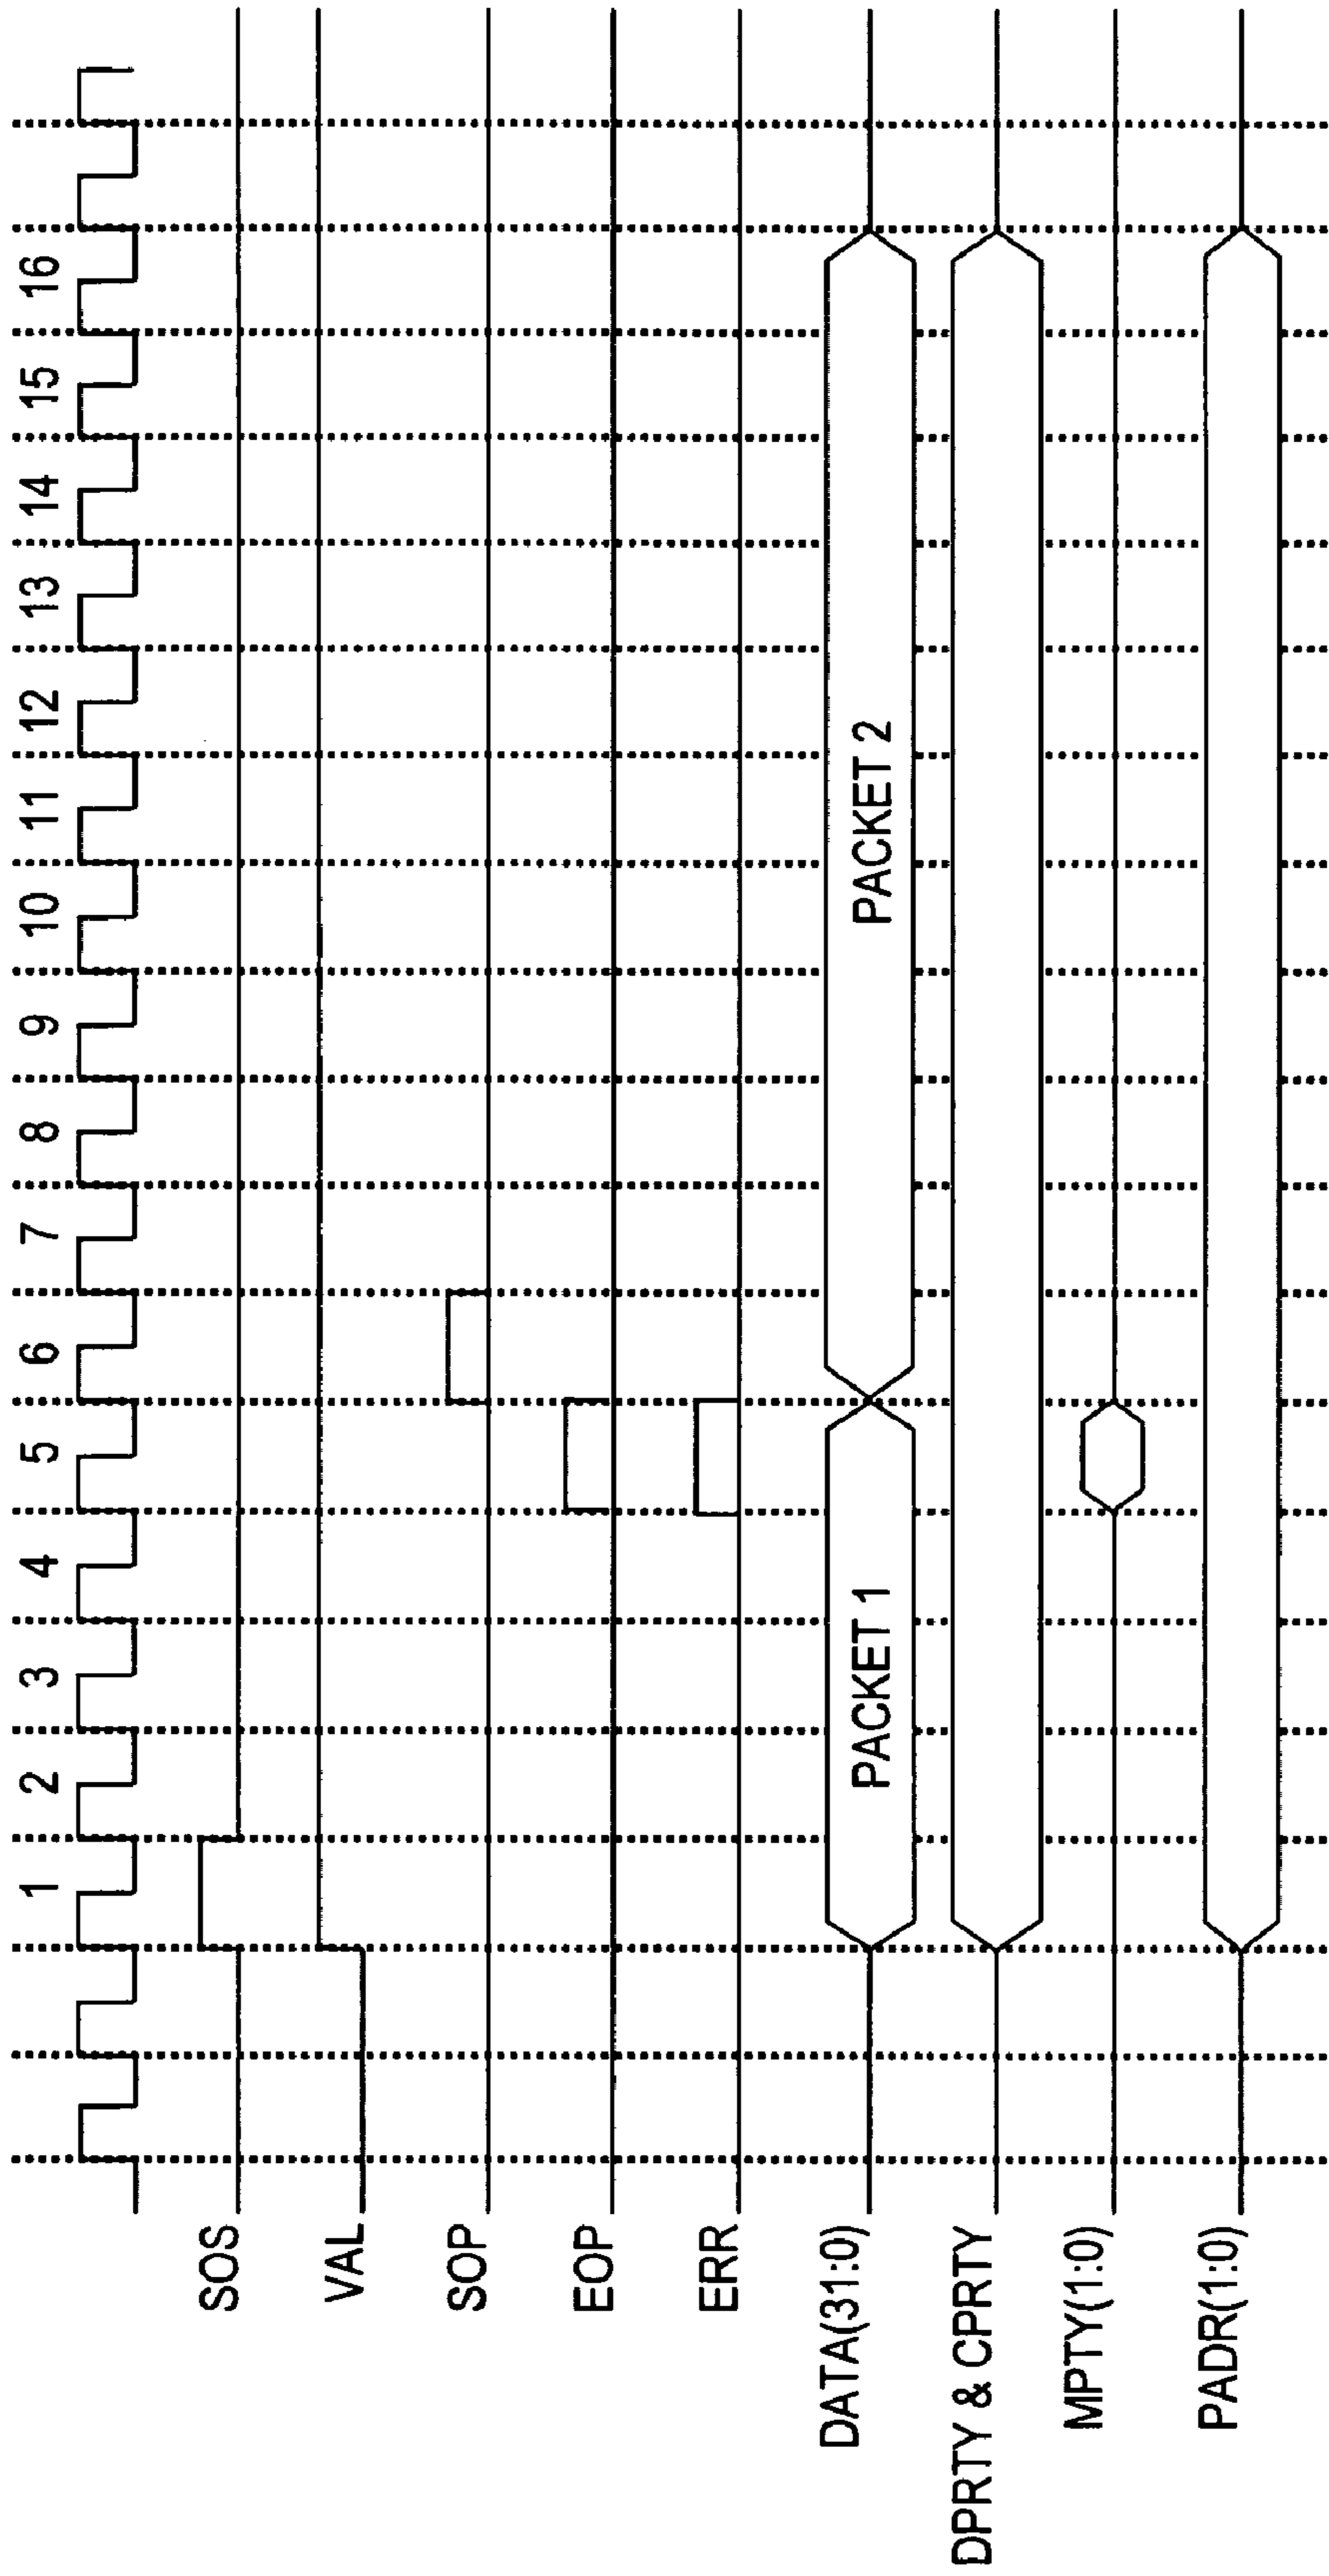 1 2 3 4 5 6 7 8 9 10 11 12 13 14 15 16
SOS
VAL
SOP
EOP
ERR
DATA(31:0)
PACKET 1
PACKET 2
DPRTY & CPRTY
MPTY(1:0)
PADR(1:0)